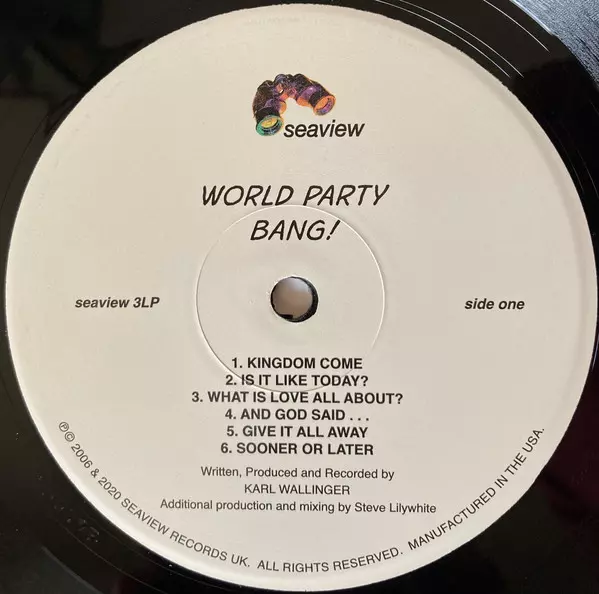 seaview
WORLD PARTY
BANG!
seaview 3LP
side one
1. KINGDOM COME
2. IS IT LIKE TODAY?
3. WHAT IS LOVE ALL ABOUT?
4. AND GOD SAID . . .
5. GIVE IT ALL AWAY
6. SOONER OR LATER
Written, Produced and Recorded by
KARL WALLINGER
Additional production and mixing by Steve Lilywhite
℗© 2006 & 2020 SEAVIEW RECORDS UK. ALL RIGHTS RESERVED. MANUFACTURED IN THE USA.